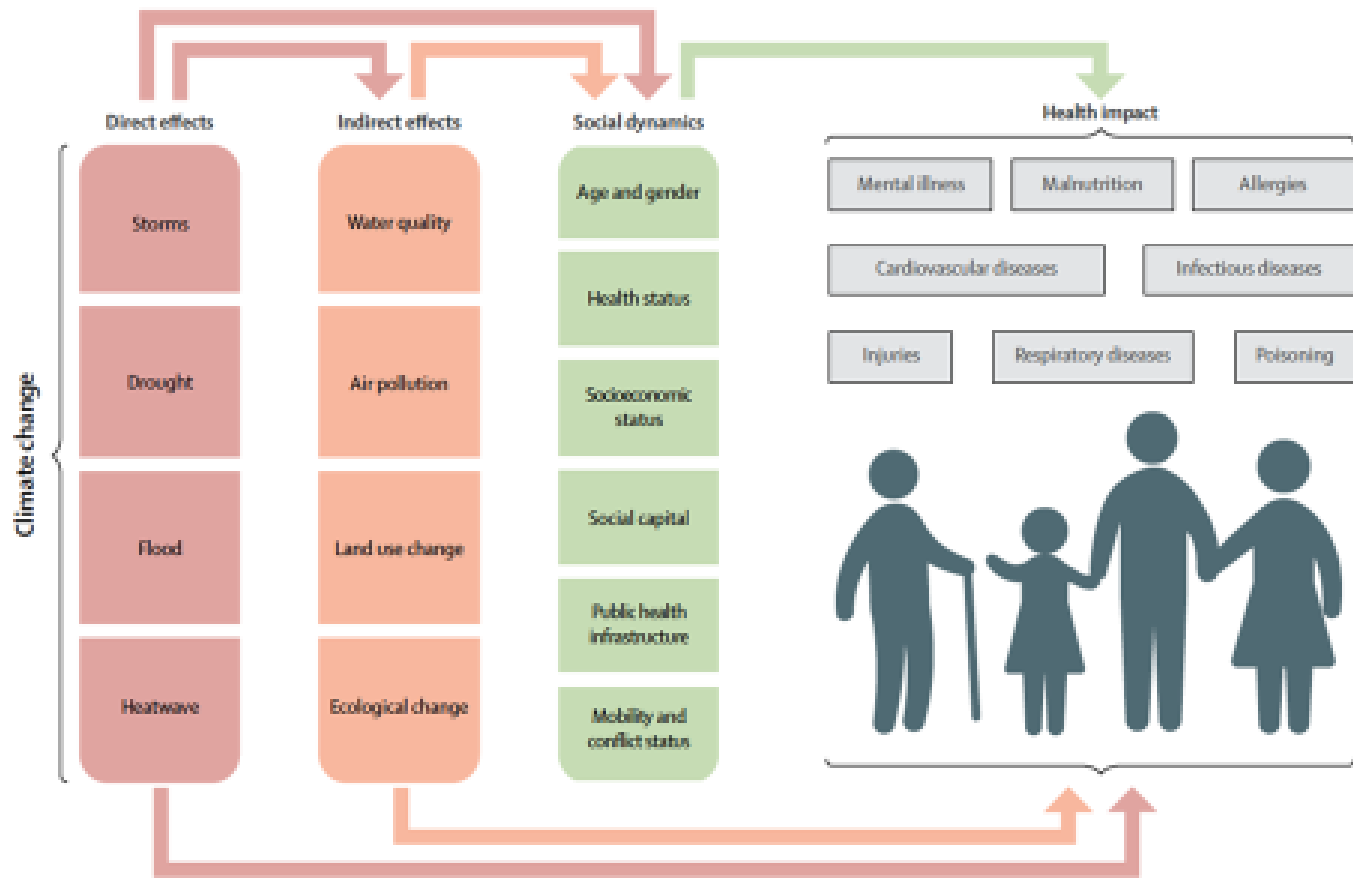 Climate change
Direct effects
Storms
Drought
Flood
Heatwave
Indirect effects
Water quality
Air pollution
Land use change
Ecological change
Social dynamics
Age and gender
Health status
Socioeconomic
status
Social capital
Public health
infrastructure
Mobility and
conflict status
Health impact
Mental illness
Malnutrition
Allergies
Cardiovascular diseases
Infectious diseases
Injuries
Respiratory diseases
Poisoning